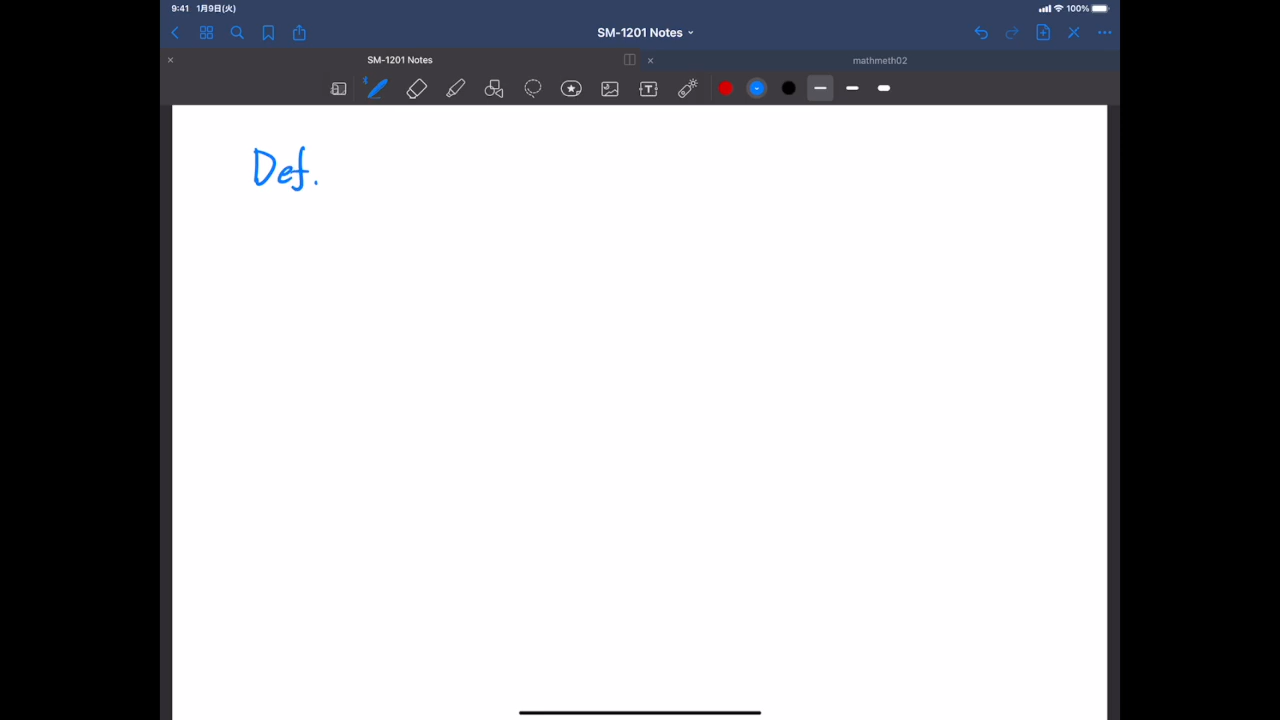 9:41 1月9日(火) 100%
SM-1201 Notes
SM-1201 Notes mathmeth02
Def.